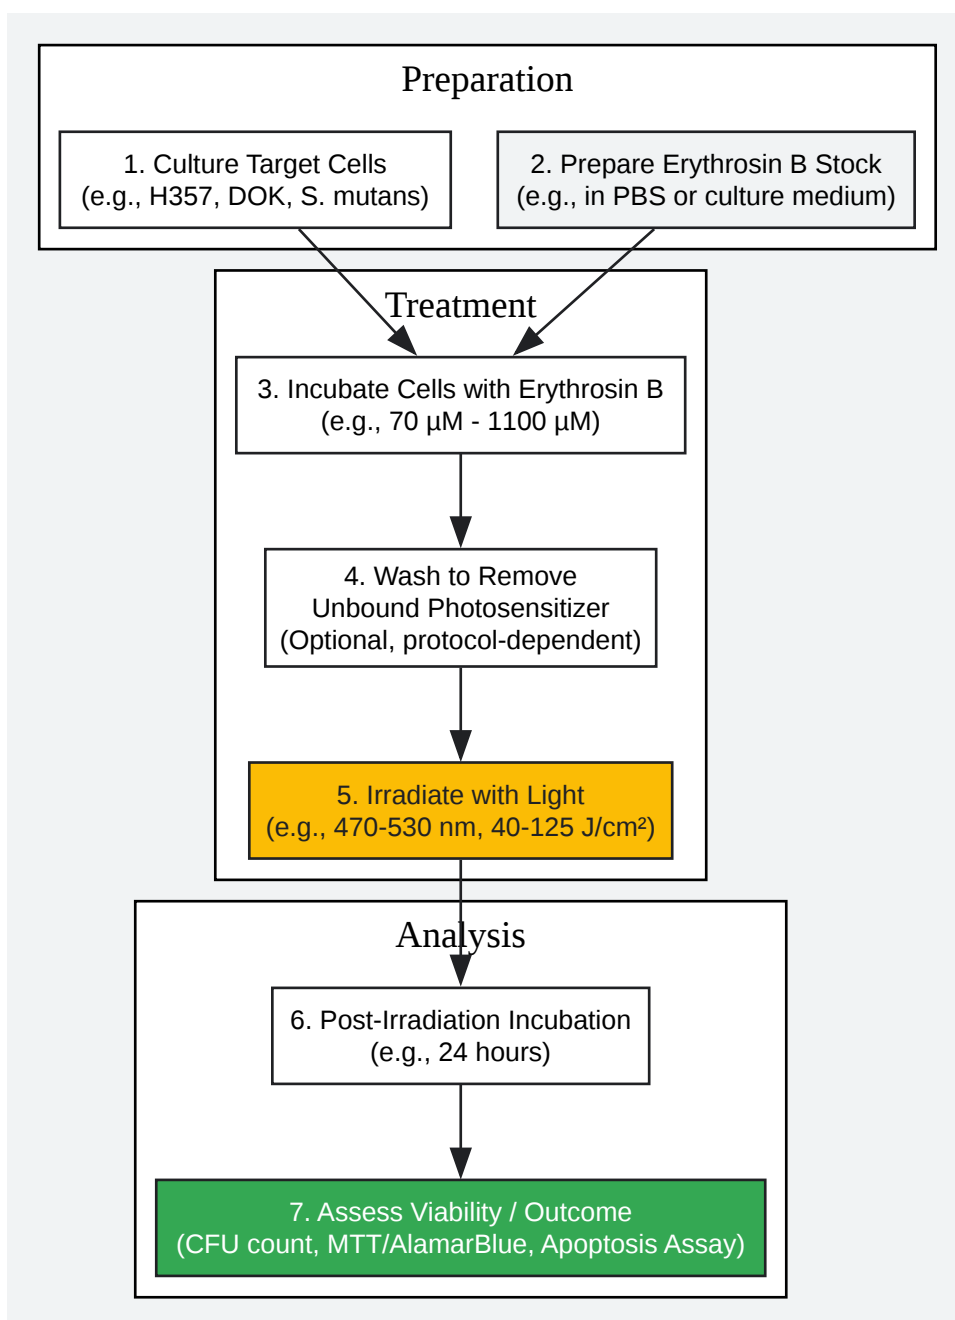 Preparation
1. Culture Target Cells
(e.g., H357, DOK, S. mutans)
2. Prepare Erythrosin B Stock
(e.g., in PBS or culture medium)
Treatment
3. Incubate Cells with Erythrosin B
(e.g., 70 µM - 1100 µM)
4. Wash to Remove
Unbound Photosensitizer
(Optional, protocol-dependent)
5. Irradiate with Light
(e.g., 470-530 nm, 40-125 J/cm²)
Analysis
6. Post-Irradiation Incubation
(e.g., 24 hours)
7. Assess Viability / Outcome
(CFU count, MTT/AlamarBlue, Apoptosis Assay)